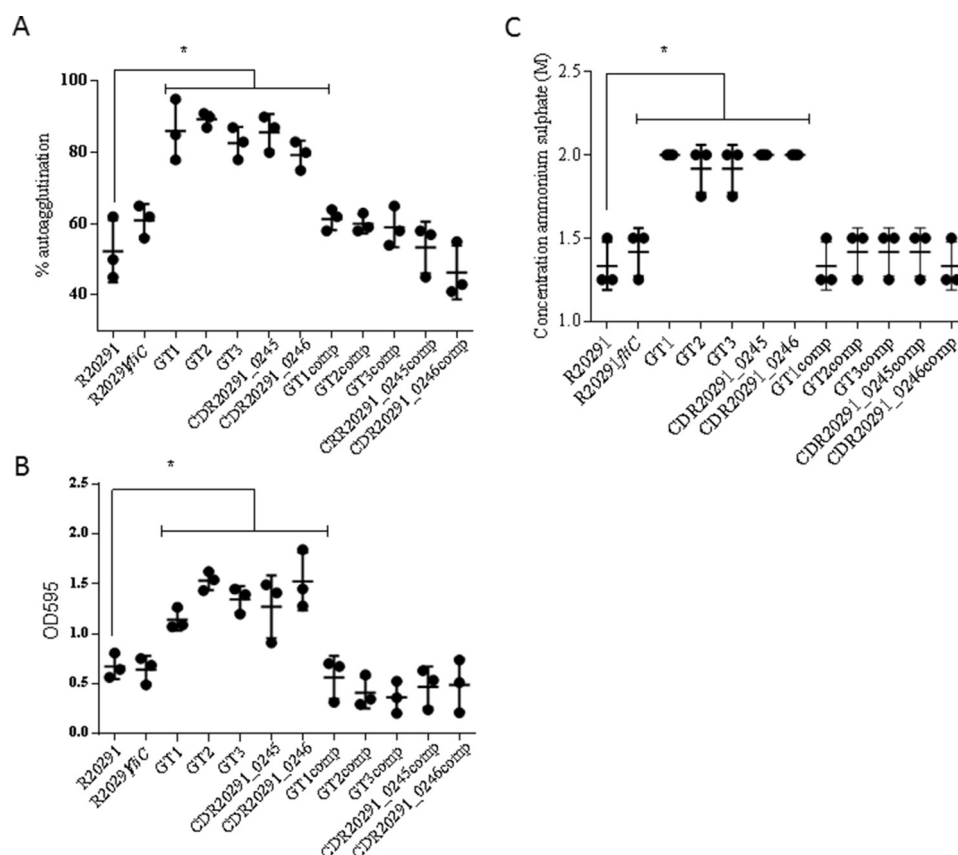 A
*
% autoagglutination
100
80
60
40
R20291
R20291fliC
GT1
GT2
GT3
CDR20291_0245
CDR20291_0246
GT1comp
GT2comp
GT3comp
CRR20291_0245comp
CDR20291_0246comp
C
*
Concentration ammonium sulphate (M)
2.5
2.0
1.5
1.0
R20291
R20291fliC
GT1
GT2
GT3
CDR20291_0245
CDR20291_0246
GT1comp
GT2comp
GT3comp
CDR20291_0245comp
CDR20291_0246comp
B
*
OD595
2.5
2.0
1.5
1.0
0.5
0.0
R20291
R20291fliC
GT1
GT2
GT3
CDR20291_0245
CDR20291_0246
GT1comp
GT2comp
GT3comp
CDR20291_0245comp
CDR20291_0246comp